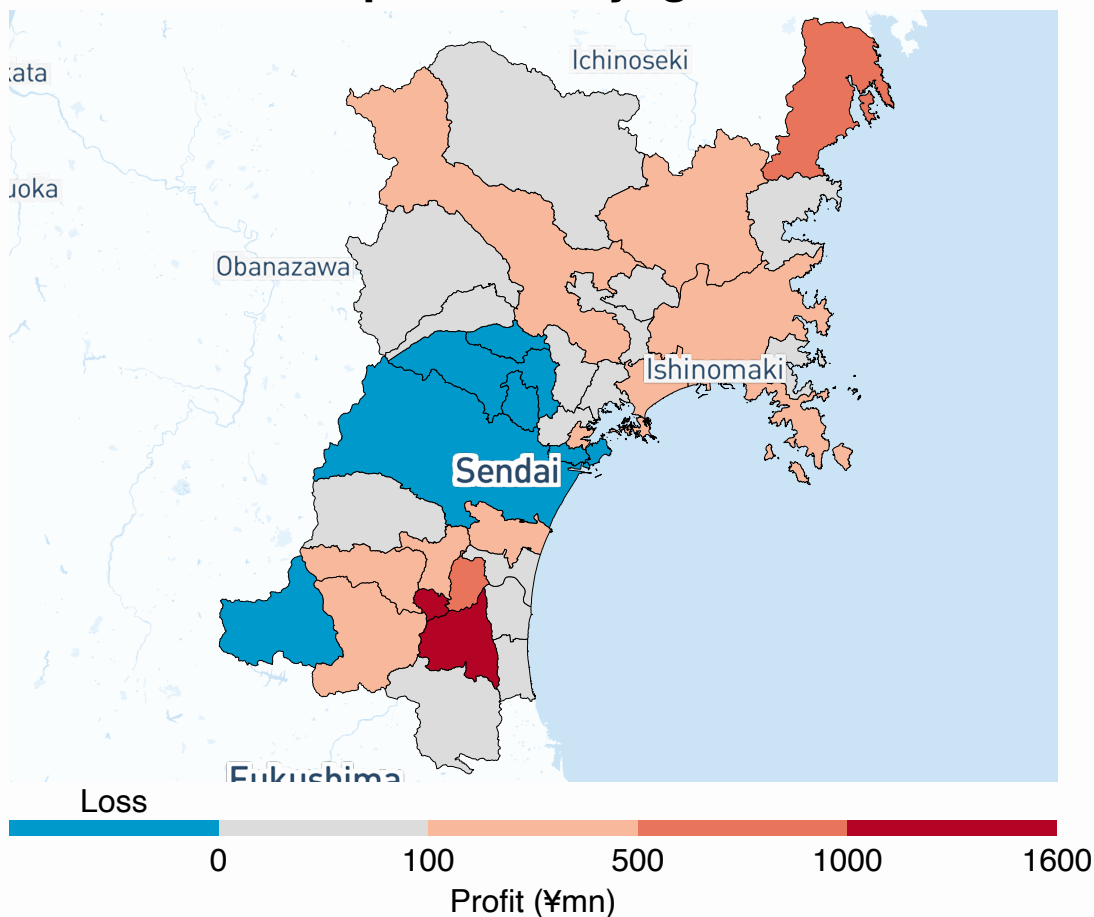 Ichinoseki
Obanazawa
Ishinomaki
Sendai
Fukushima
Loss
0 100 500 1000 1600
Profit (¥mn)